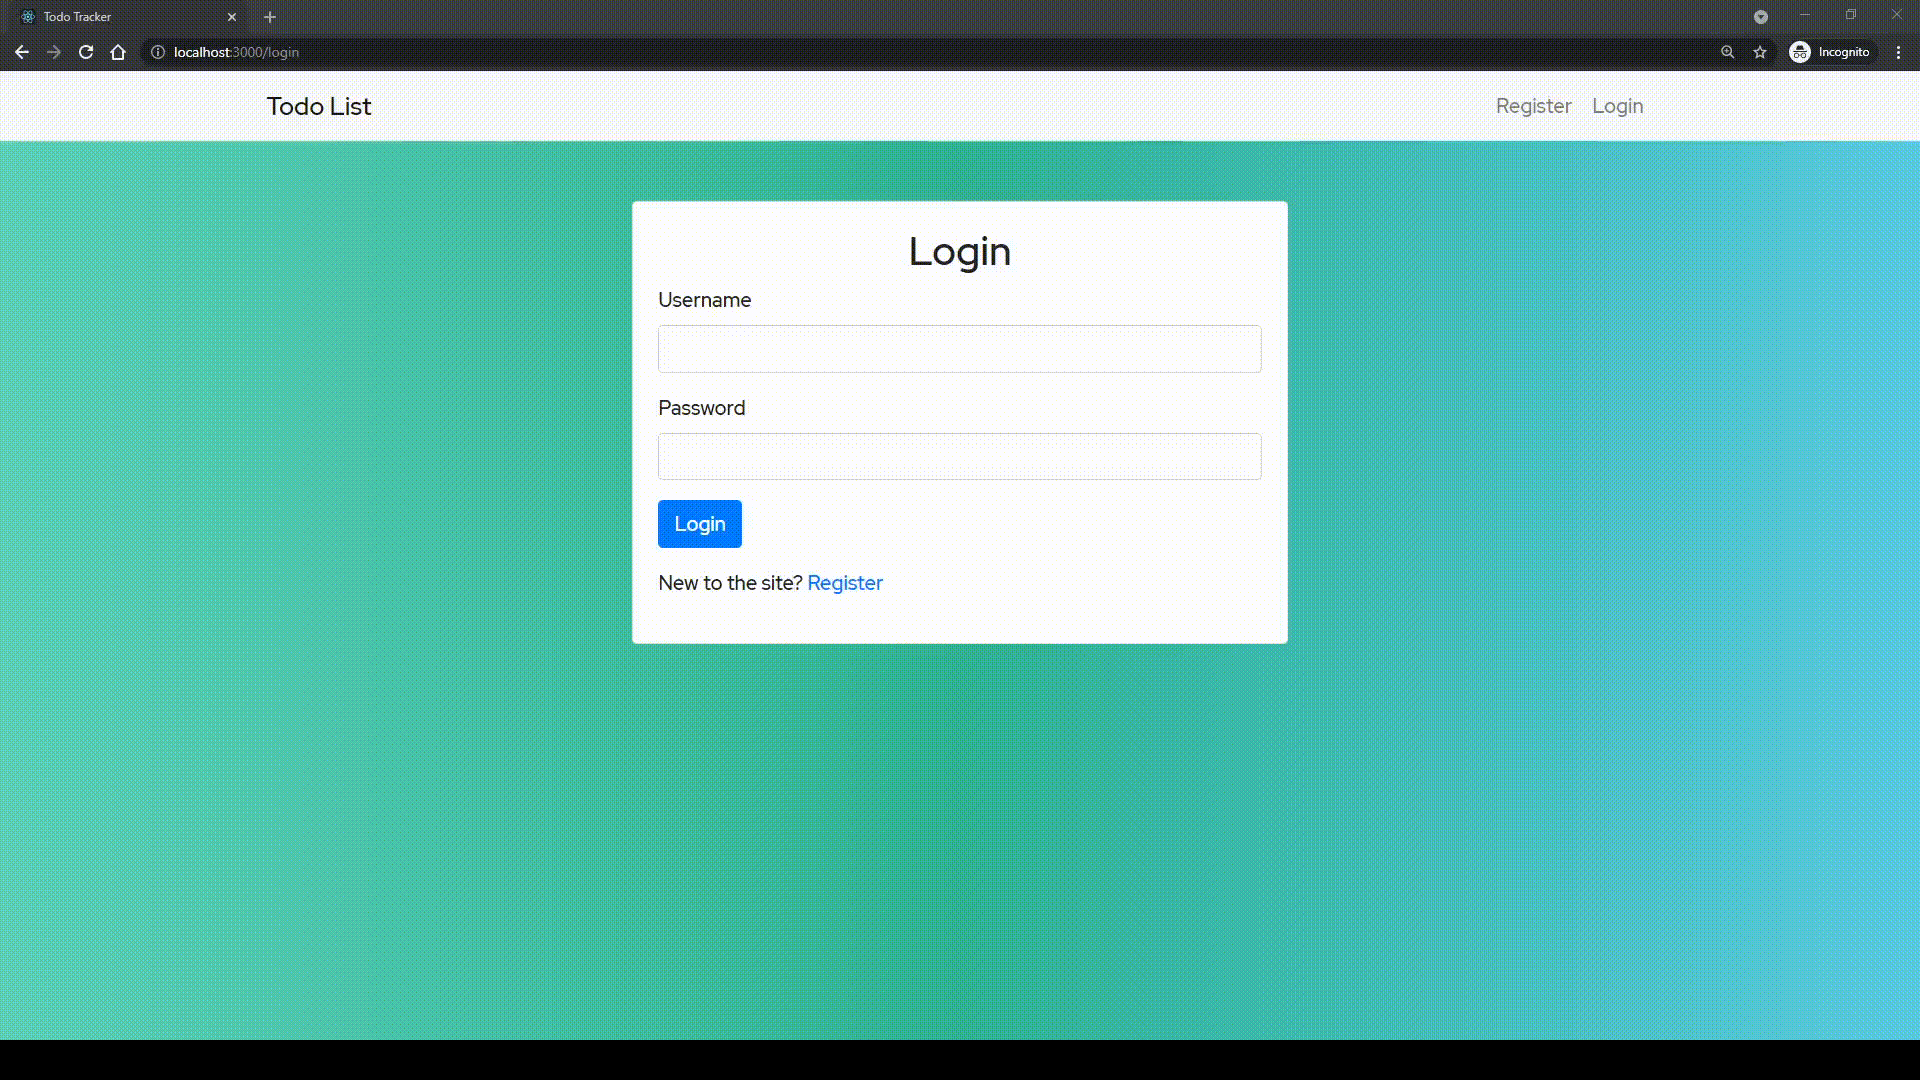 Todo Tracker
localhost:3000/login
Incognito
Todo List
Register
Login
Login
Username
Password
Login
New to the site? Register